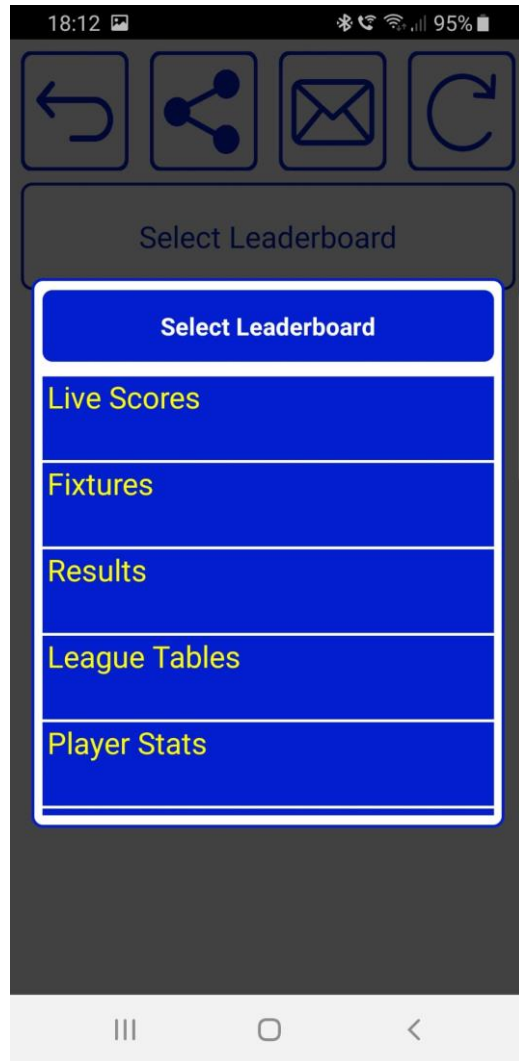 18:12
95%
Select Leaderboard
Select Leaderboard
Live Scores
Fixtures
Results
League Tables
Player Stats